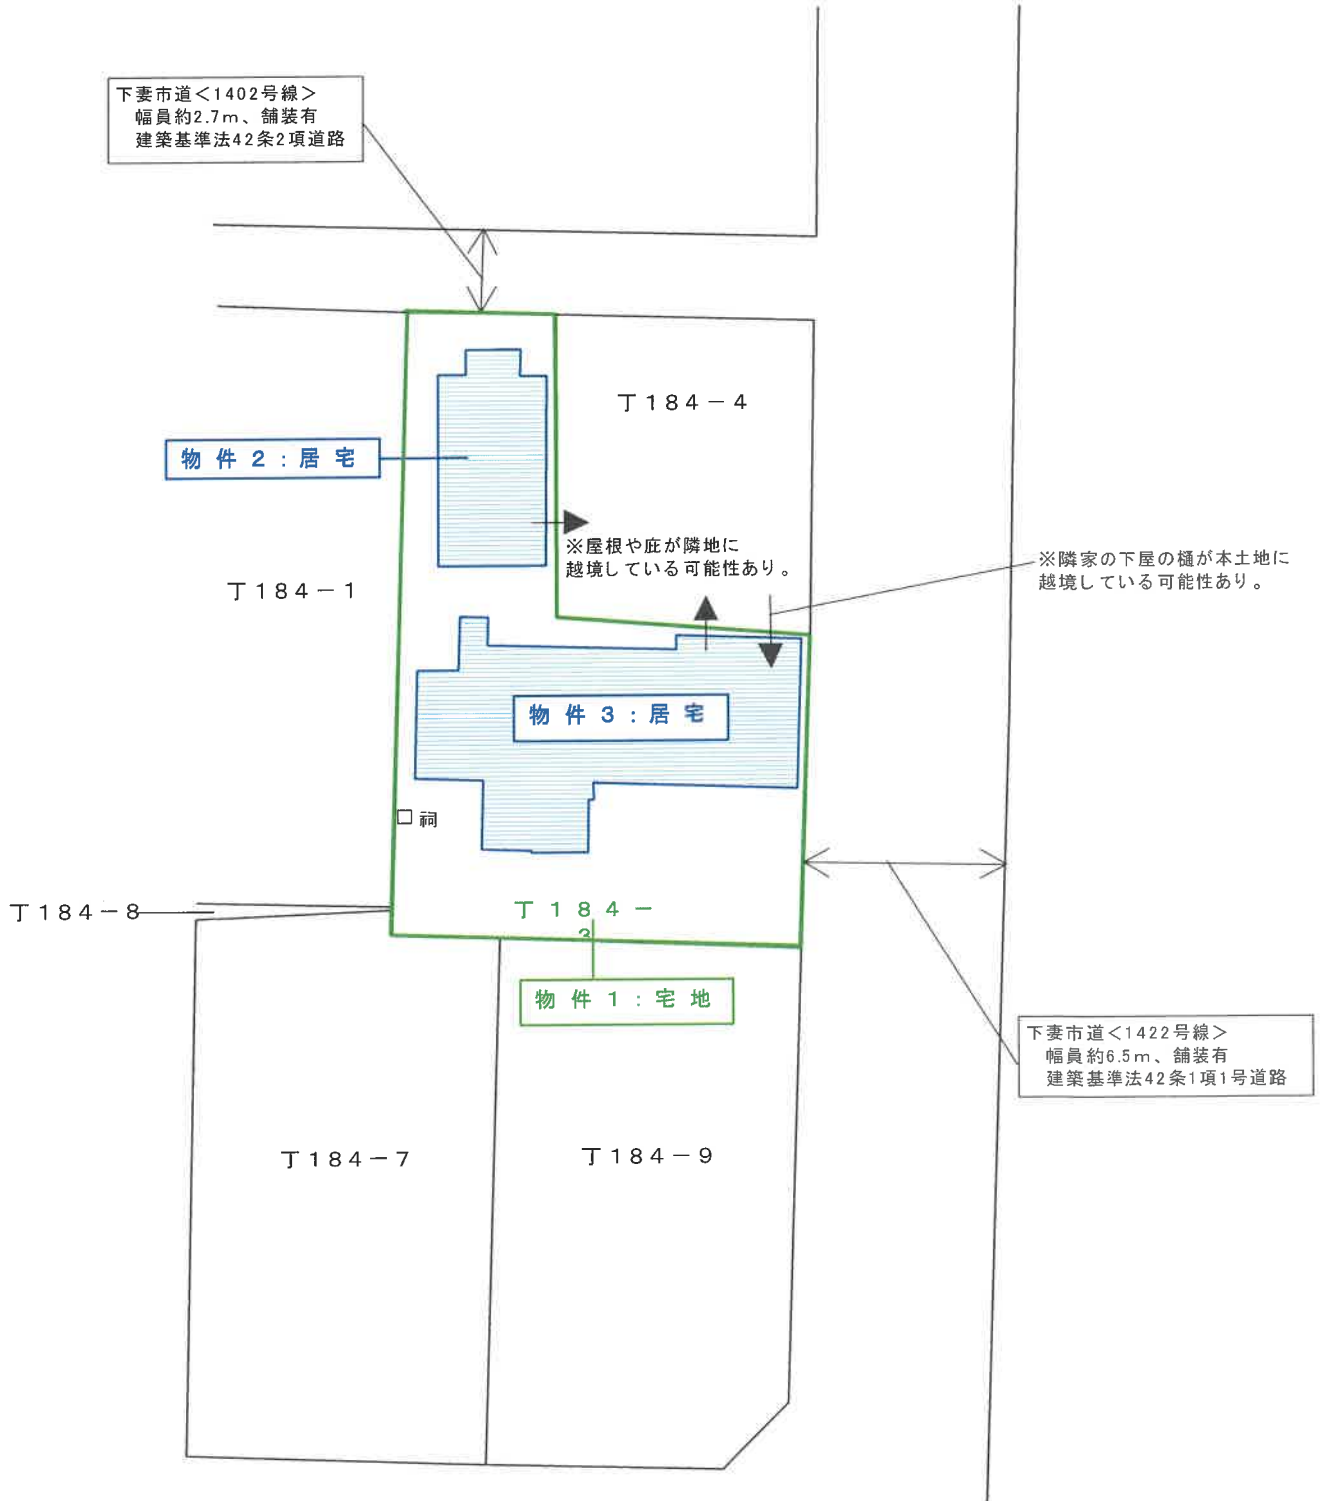 下妻市道<1402号線>
幅員約2.7m、舗装有
建築基準法42条2項道路
丁184-4
物件2:居宅
※屋根や庇が隣地に
越境している可能性あり。
※隣家の下屋の樋が本土地に
越境している可能性あり。
丁184-1
物件3:居宅
祠
丁184-8
丁184-
3
物件1:宅地
下妻市道<1422号線>
幅員約6.5m、舗装有
建築基準法42条1項1号道路
丁184-7
丁184-9